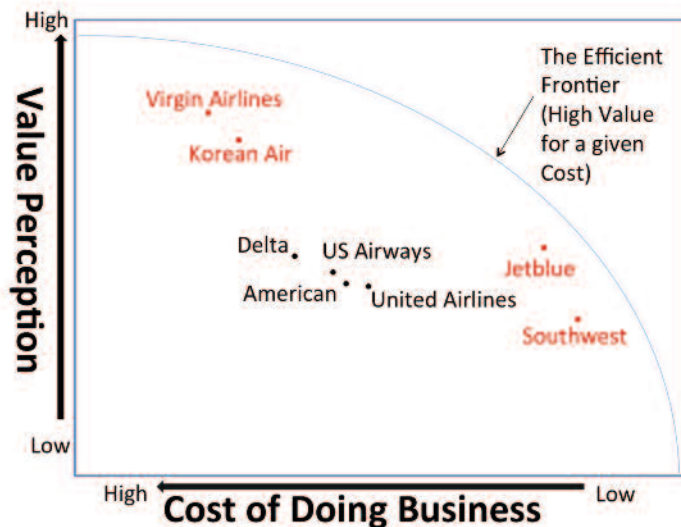 High
Value Perception
Low
The Efficient
Frontier
(High Value
for a given
Cost)
Virgin Airlines
Korean Air
Delta
US Airways
American
United Airlines
Jetblue
Southwest
High
Cost of Doing Business
Low